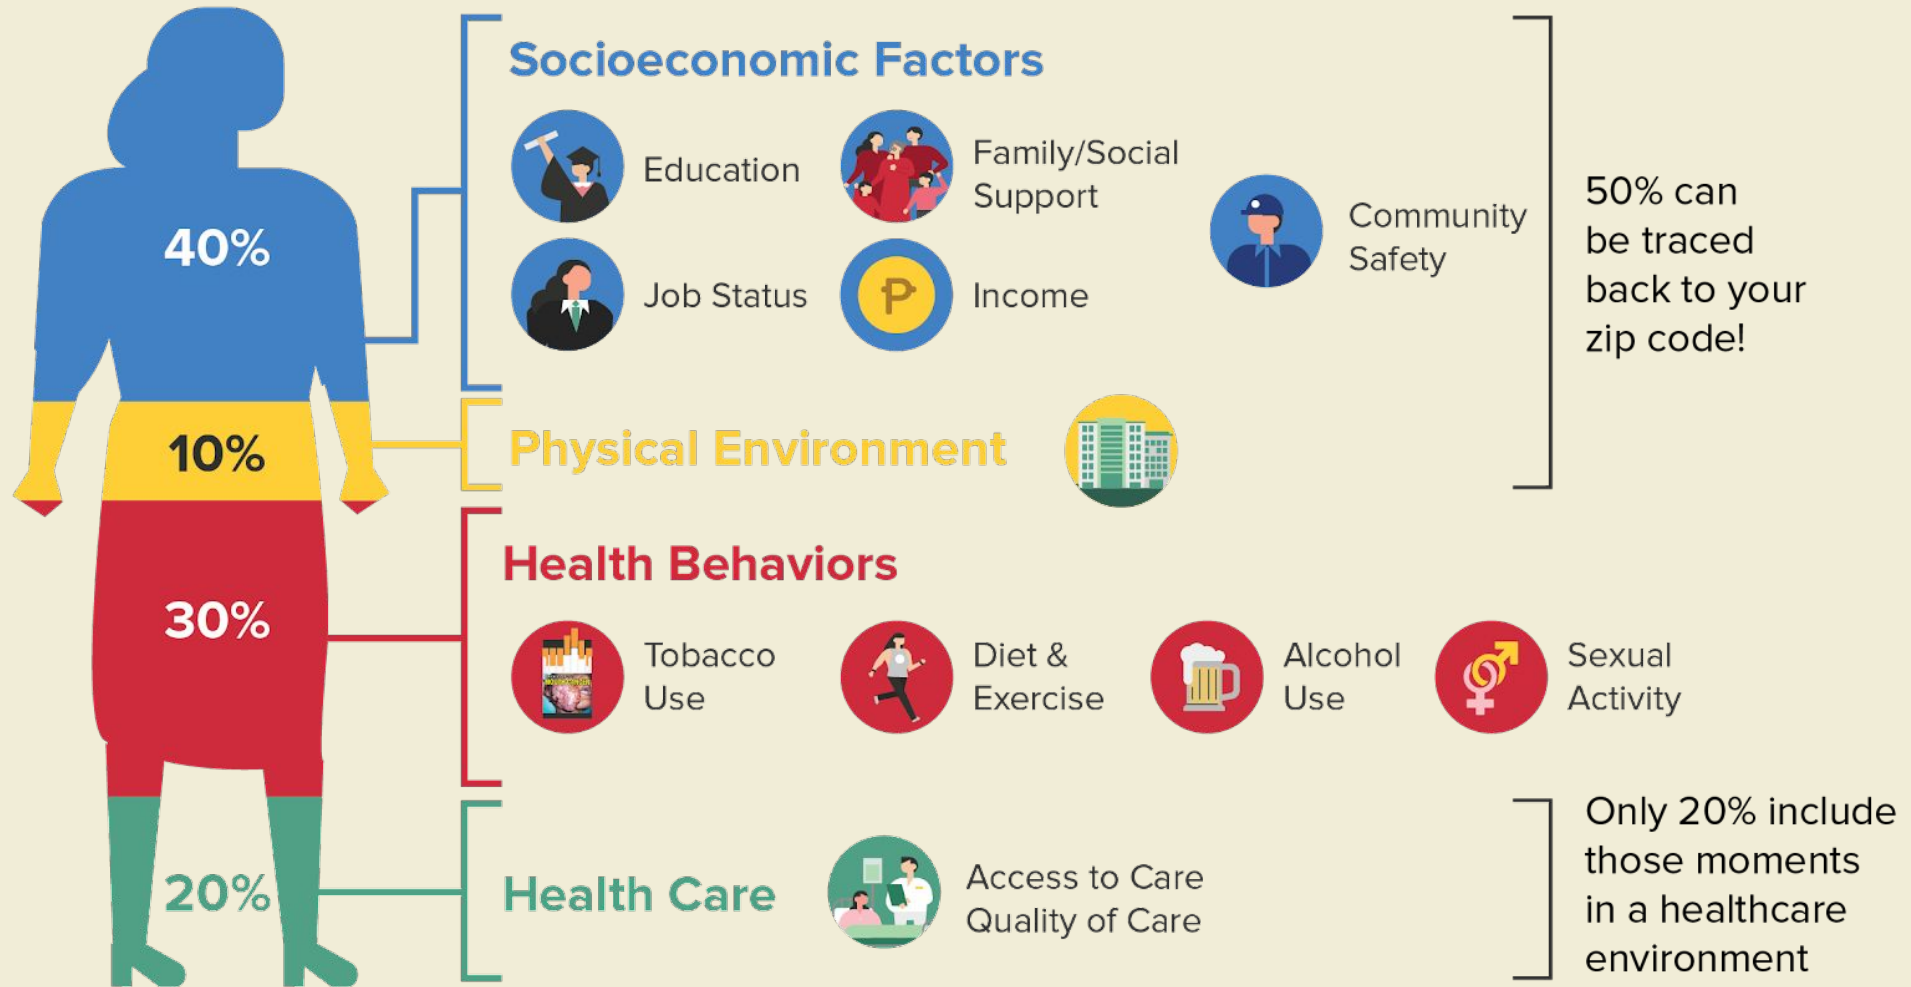 Socioeconomic Factors
Education
Family/Social
Support
Community
Safety
Job Status
P
Income
40%
50% can
be traced
back to your
zip code!
10%
Physical Environment
Health Behaviors
30%
Tobacco
Use
Diet &
Exercise
Alcohol
Use
Sexual
Activity
20%
Health Care
Access to Care
Quality of Care
Only 20% include
those moments
in a healthcare
environment